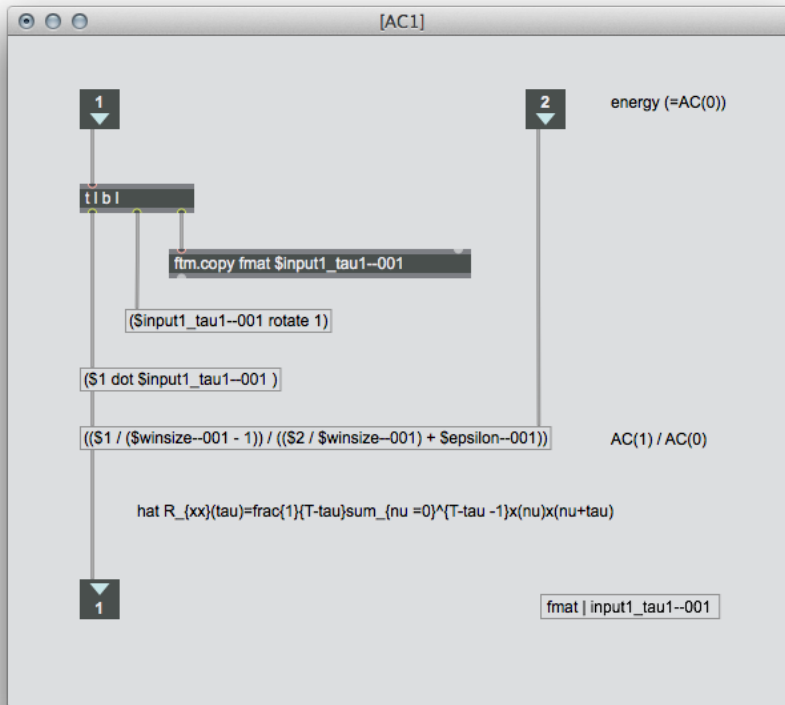 [AC1]
1
2
energy (=AC(0))
t l b l
ftm.copy fmat $input1_tau1--001
($input1_tau1--001 rotate 1)
($1 dot $input1_tau1--001 )
(($1 / ($winsize--001 - 1)) / (($2 / $winsize--001) + $epsilon--001))
AC(1) / AC(0)
hat R_{xx}(tau)=frac{1}{T-tau}sum_{nu =0}^{T-tau -1}x(nu)x(nu+tau)
1
fmat | input1_tau1--001